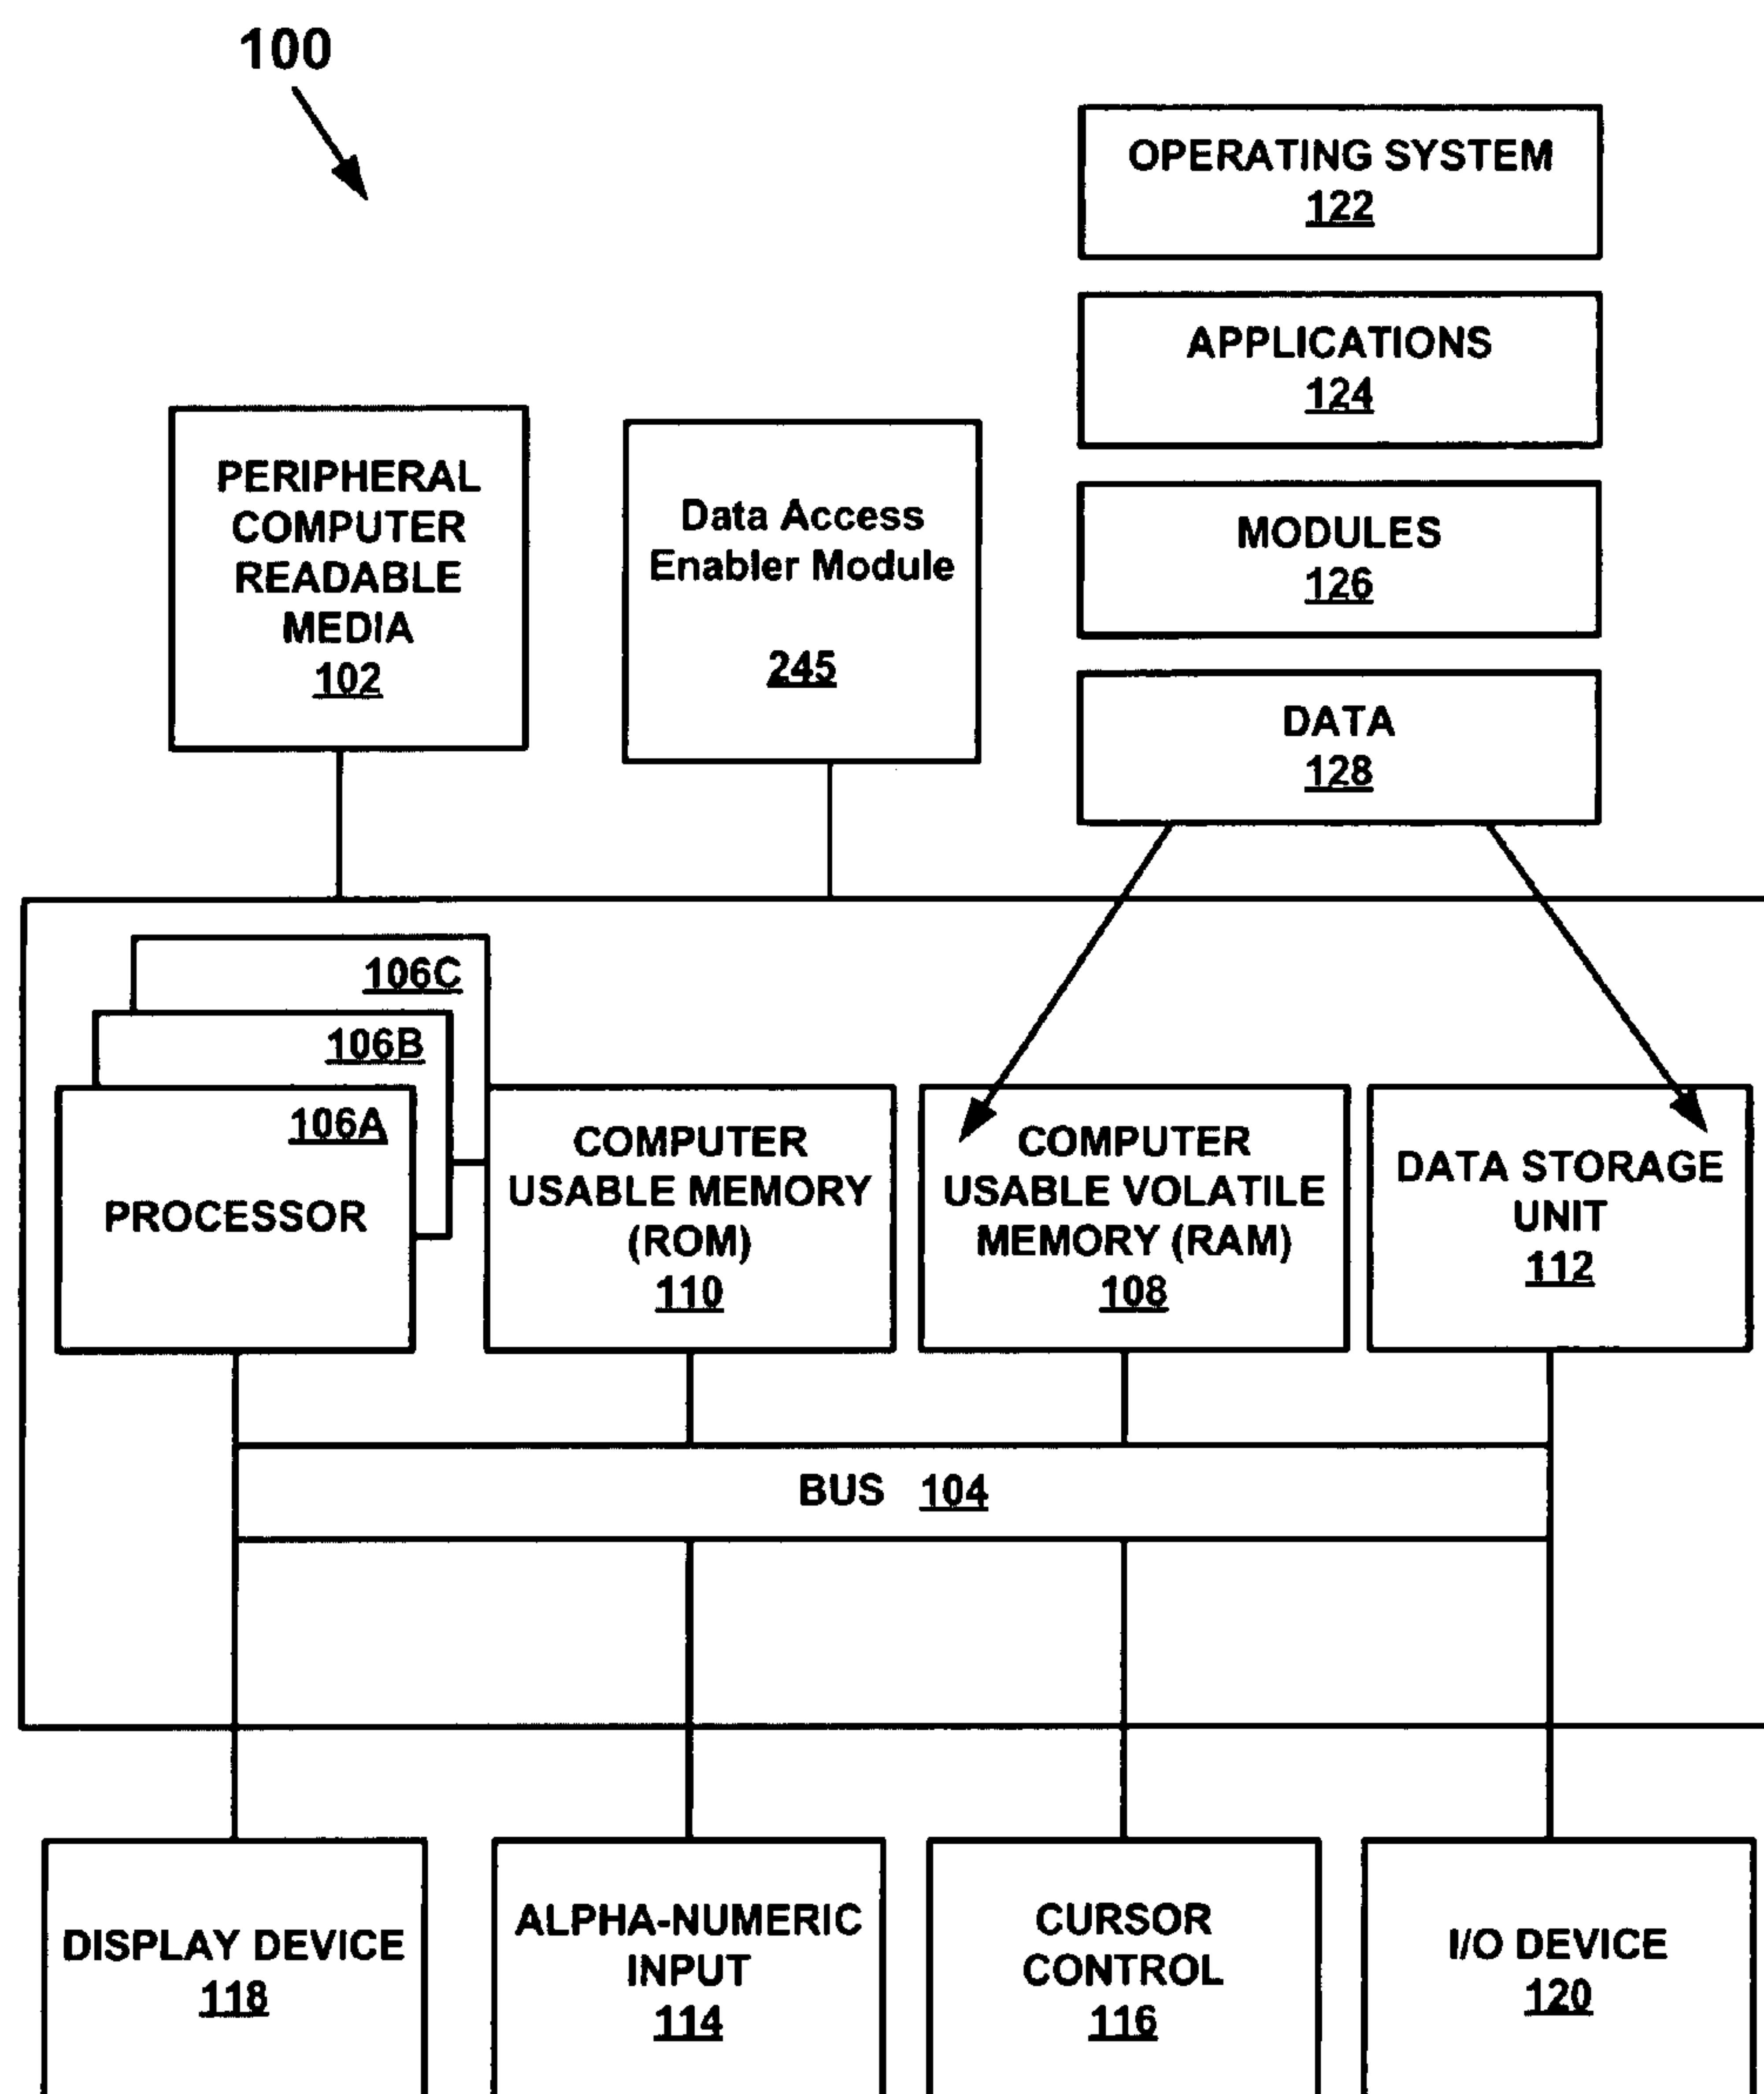 100
OPERATING SYSTEM
122
APPLICATIONS
124
MODULES
126
DATA
128
PERIPHERAL
COMPUTER
READABLE
MEDIA
102
Data Access
Enabler Module
245
106C
106B
106A
PROCESSOR
COMPUTER
USABLE MEMORY
(ROM)
110
COMPUTER
USABLE VOLATILE
MEMORY (RAM)
108
DATA STORAGE
UNIT
112
BUS 104
DISPLAY DEVICE
118
ALPHA-NUMERIC
INPUT
114
CURSOR
CONTROL
116
I/O DEVICE
120